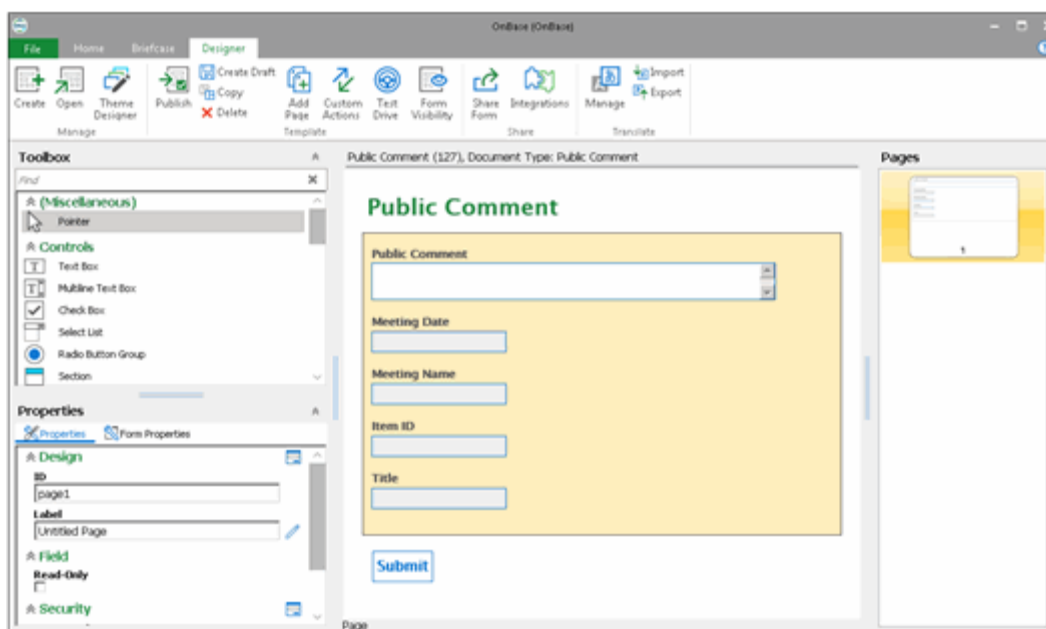 OnBase (OnBase)
File Home Briefcase Designer
Create Open Theme Designer Publish Create Draft Copy Delete Add Page Custom Actions Test Drive Form Visibility Share Form Integrations Manage Import Export
Manage Template Share Translate
Toolbox
Find
(Miscellaneous)
Pointer
Controls
Text Box
Multiline Text Box
Check Box
Select List
Radio Button Group
Section
Properties
Properties Form Properties
Design
ID
page1
Label
Untitled Page
Field
Read-Only
Security
Public Comment (127), Document Type: Public Comment
Public Comment
Public Comment
Meeting Date
Meeting Name
Item ID
Title
Submit
Page
Pages
1